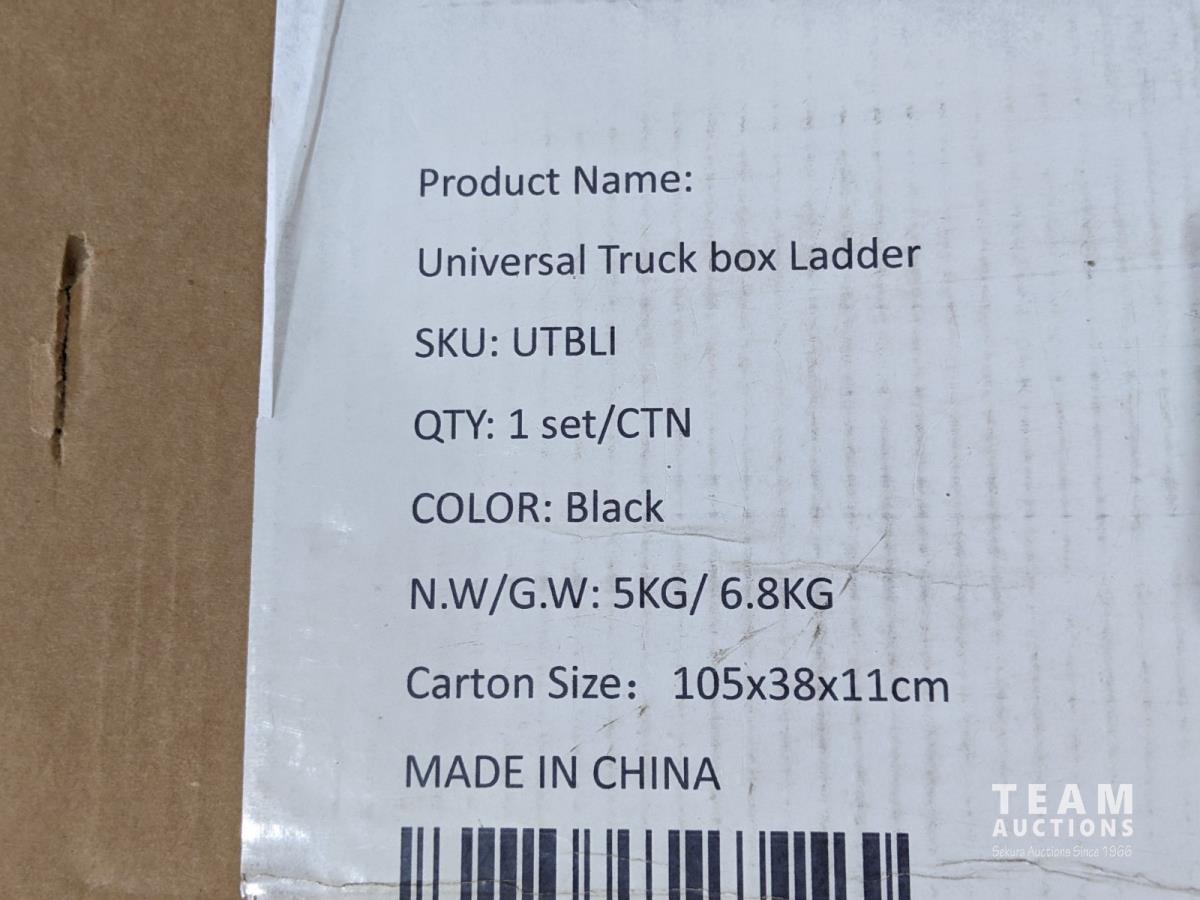 Product Name:
Universal Truck box Ladder
SKU: UTBLI
QTY: 1 set/CTN
COLOR: Black
N.W/G.W: 5KG/ 6.8KG
Carton Size: 105x38x11cm
MADE IN CHINA
TEAM
AUCTIONS
Sekura Auctions Since 1966